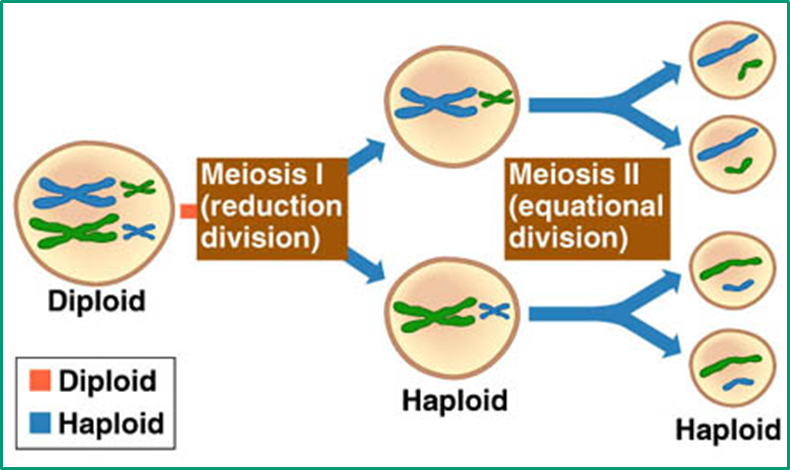 Meiosis I
(reduction
division)
Meiosis II
(equational
division)
Diploid
Haploid
Haploid
Diploid
Haploid